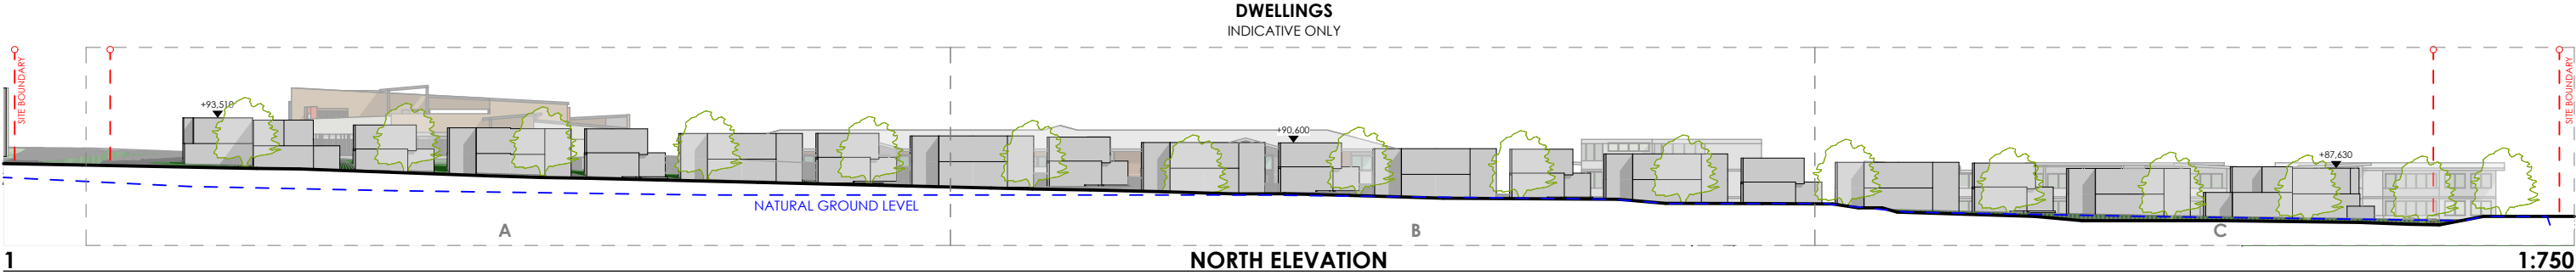 DWELLINGS
INDICATIVE ONLY
SITE BOUNDARY
+93,510
+90,600
+87,630
SITE BOUNDARY
NATURAL GROUND LEVEL
A
B
C
1
NORTH ELEVATION
1:750